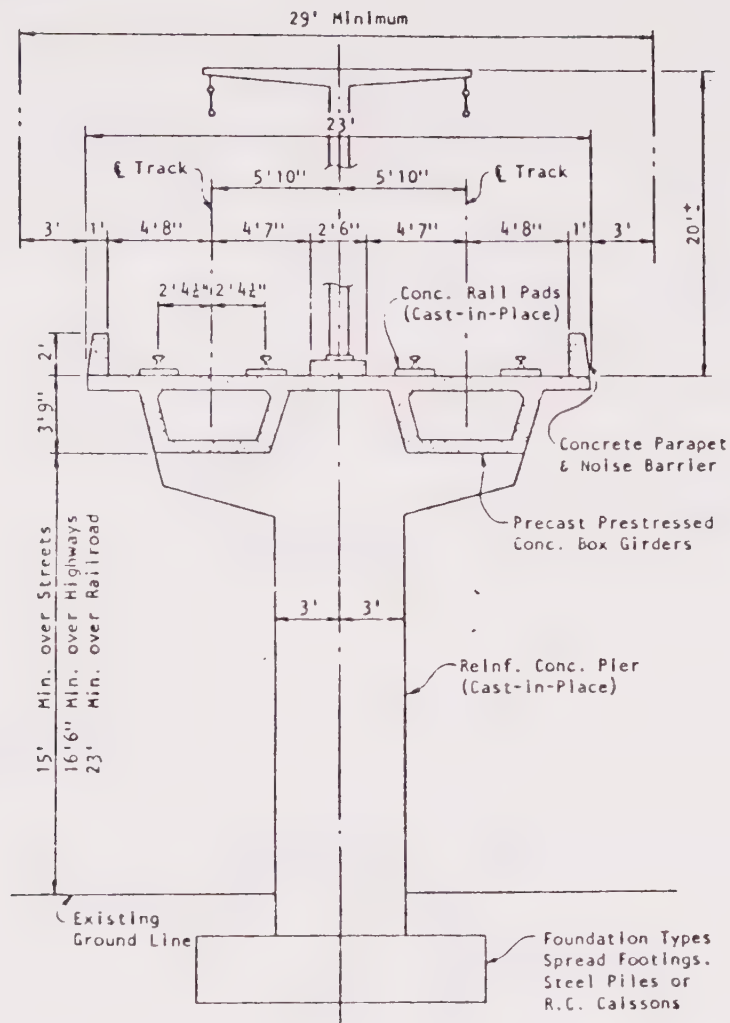 29' Minimum
23'
℄ Track
5'10"
5'10"
℄ Track
3'
1'
4'8"
4'7"
2'6"
4'7"
4'8"
1'
3'
20'±
2'4¼"
2'4¼"
Conc. Rail Pads
(Cast-in-Place)
2'
3'9"
Concrete Parapet
& Noise Barrier
Precast Prestressed
Conc. Box Girders
3'
3'
15' Min. over Streets
16'6" Min. over Highways
23' Min. over Railroad
Reinf. Conc. Pier
(Cast-in-Place)
Existing
Ground Line
Foundation Types
Spread Footings.
Steel Piles or
R.C. Caissons